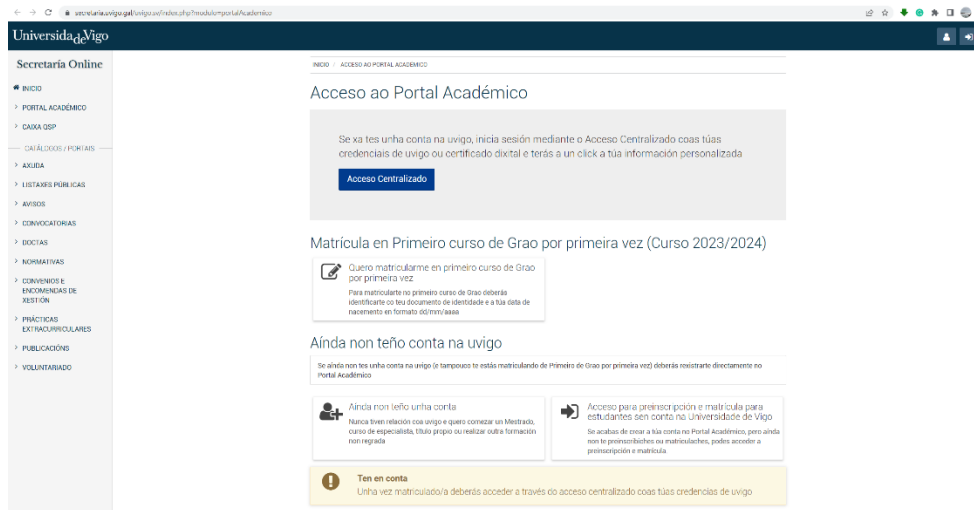 secretaria.uvigo.gal/uvigo.sv/index.php?modulo=portalAcademico
Universida de Vigo
Secretaría Online
INICIO
PORTAL ACADÉMICO
CAIXA QSP
CATÁLOGOS / PORTAIS
AXUDA
LISTAXES PÚBLICAS
AVISOS
CONVOCATORIAS
DOCTAS
NORMATIVAS
CONVENIOS E
ENCOMENDAS DE
XESTIÓN
PRÁCTICAS
EXTRACURRICULARES
PUBLICACIÓNS
VOLUNTARIADO
INICIO / ACCESO AO PORTAL ACADÉMICO
Acceso ao Portal Académico
Se xa tes unha conta na uvigo, inicia sesión mediante o Acceso Centralizado coas túas
credenciais de uvigo ou certificado dixital e terás a un click a túa información personalizada
Acceso Centralizado
Matrícula en Primeiro curso de Grao por primeira vez (Curso 2023/2024)
Quero matricularme en primeiro curso de Grao
por primeira vez
Para matricularte no primeiro curso de Grao deberás
identificarte co teu documento de identidade e a túa data de
nacemento en formato dd/mm/aaaa
Aínda non teño conta na uvigo
Se aínda non tes unha conta na uvigo (e tampouco te estás matriculando de Primeiro de Grao por primeira vez) deberás rexistrarte directamente no
Portal Académico
Aínda non teño unha conta
Nunca tiven relación coa uvigo e quero comezar un Mestrado,
curso de especialista, título propio ou realizar outra formación
non regrada
Acceso para preinscripción e matrícula para
estudantes sen conta na Universidade de Vigo
Se acabas de crear a túa conta no Portal Académico, pero aínda
non te preinscribiches ou matriculaches, podes acceder a
preinscripción e matrícula
Ten en conta
Unha vez matriculado/a deberás acceder a través do acceso centralizado coas túas credencias de uvigo